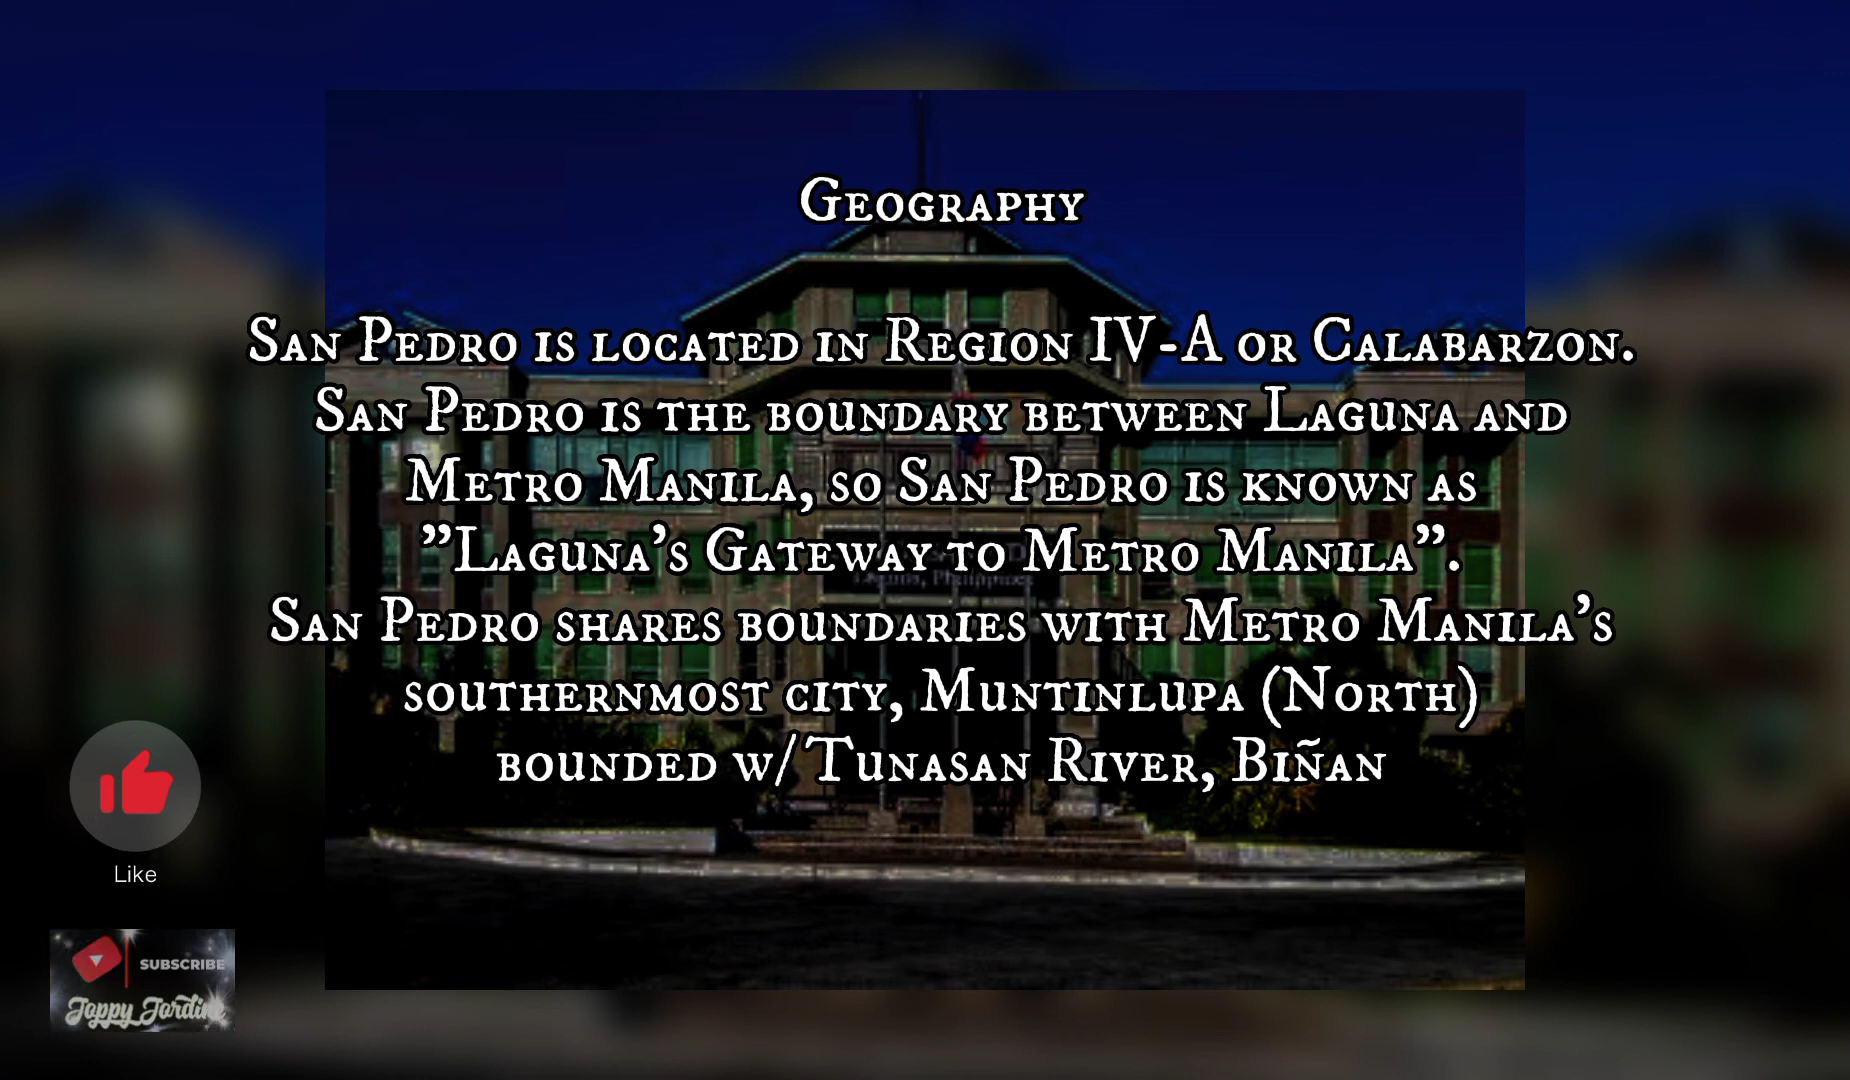 Geography
San Pedro is located in Region IV-A or Calabarzon.
San Pedro is the boundary between Laguna and
Metro Manila, so San Pedro is known as
"Laguna's Gateway to Metro Manila".
San Pedro shares boundaries with Metro Manila's
southernmost city, Muntinlupa (North)
bounded w/ Tunasan River, Biñan
Like
SUBSCRIBE